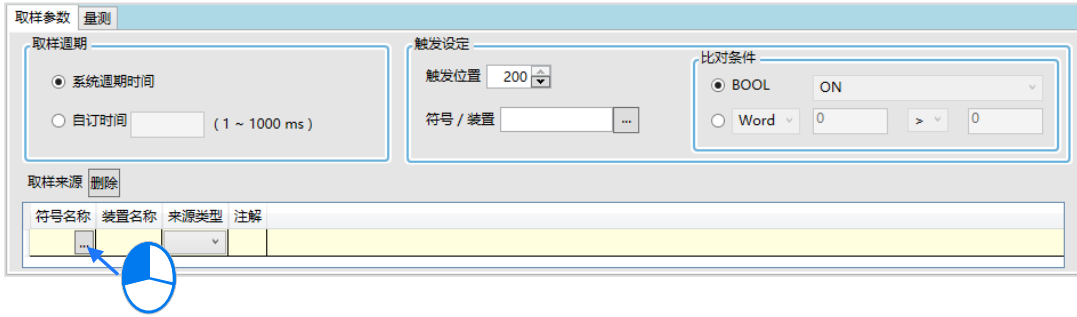 取样参数 量测
取样週期
系统週期时间
自订时间 ( 1 ~ 1000 ms )
触发设定
触发位置 200
符号 / 装置 ...
比对条件
BOOL ON
Word 0 > 0
取样来源 删除
符号名称 装置名称 来源类型 注解
...